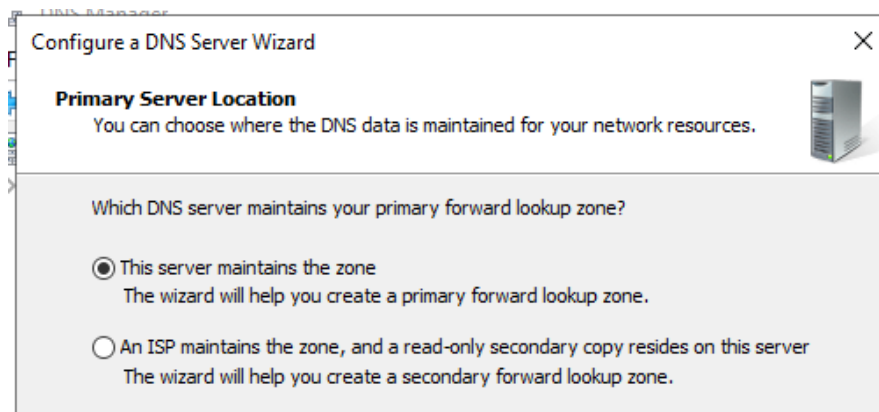 DNS Manager
Configure a DNS Server Wizard
Primary Server Location
You can choose where the DNS data is maintained for your network resources.
Which DNS server maintains your primary forward lookup zone?
This server maintains the zone
The wizard will help you create a primary forward lookup zone.
An ISP maintains the zone, and a read-only secondary copy resides on this server
The wizard will help you create a secondary forward lookup zone.